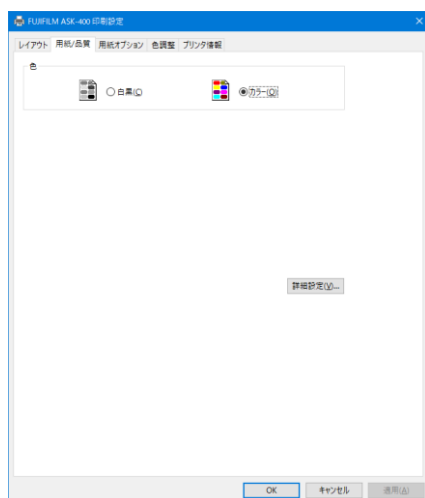 FUJIFILM ASK-400 印刷設定
レイアウト 用紙/品質 用紙オプション 色調整 プリンタ情報
色
白黒(C) カラー(O)
詳細設定(V)...
OK キャンセル 適用(A)